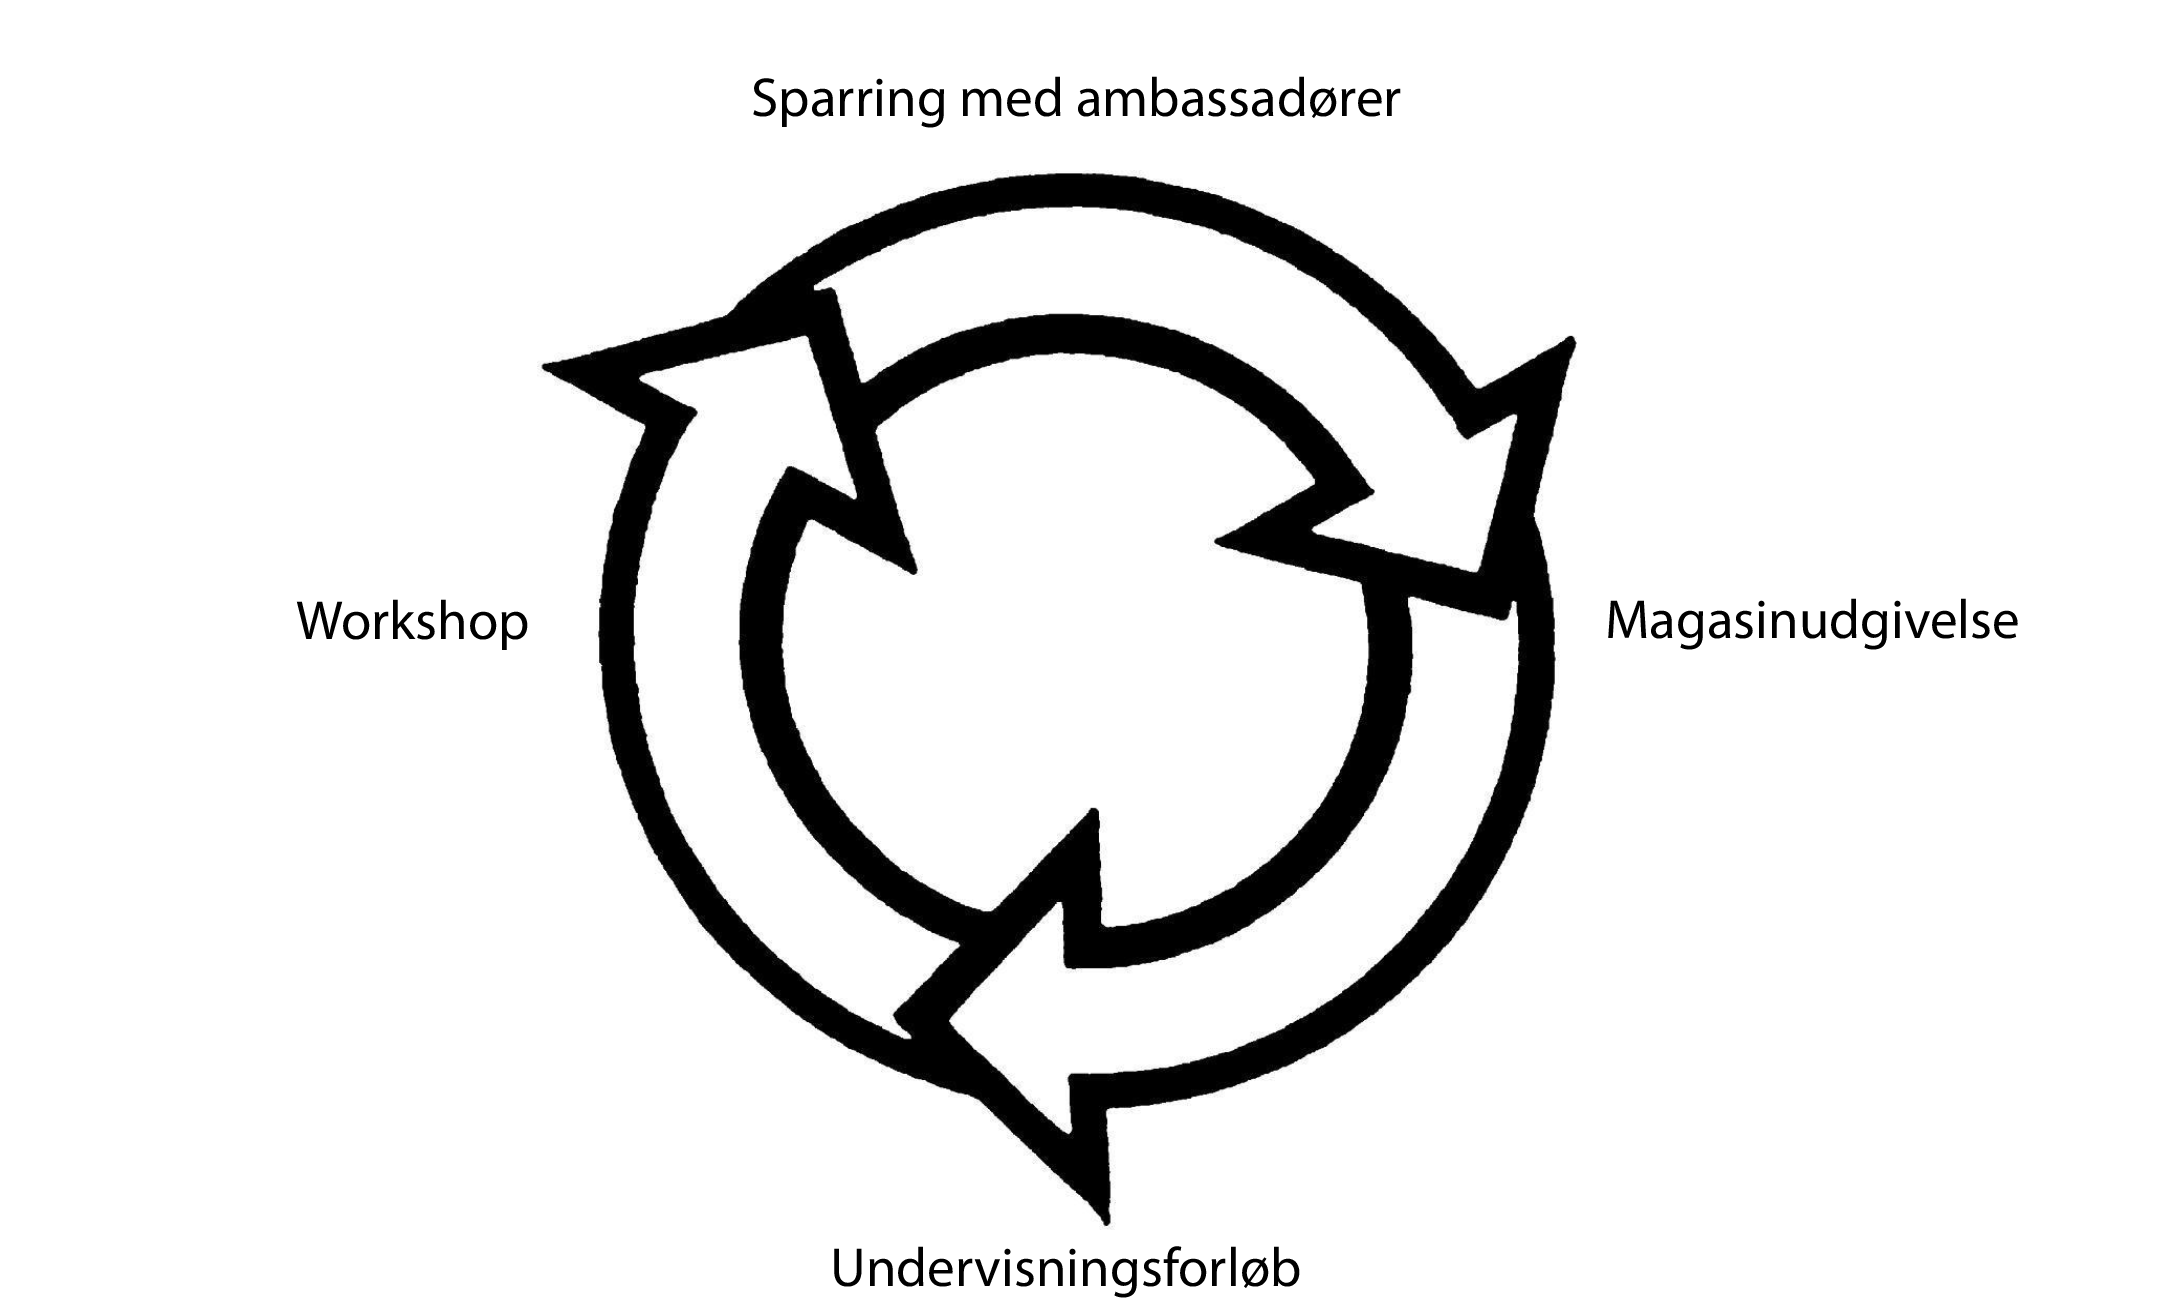 Sparring med ambassadører
Workshop
Magasinudgivelse
Undervisningsforløb